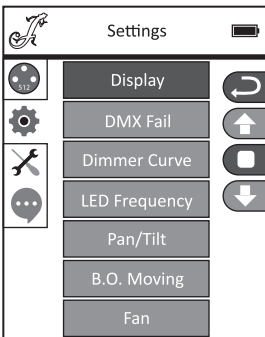 Settings
512
Display
DMX Fail
Dimmer Curve
LED Frequency
Pan/Tilt
B.O. Moving
Fan